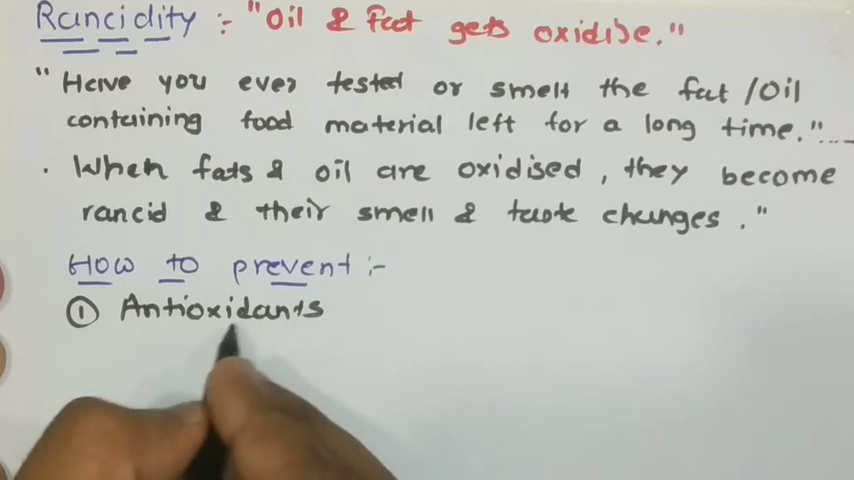 Rancidity :- "Oil & Fat gets oxidise."
"Have you ever tested or smelt the fat/Oil
containing food material left for a long time.".....
. When fats & oil are oxidised, they become
rancid & their smell & taste changes."
How to prevent :-
① Antioxidants